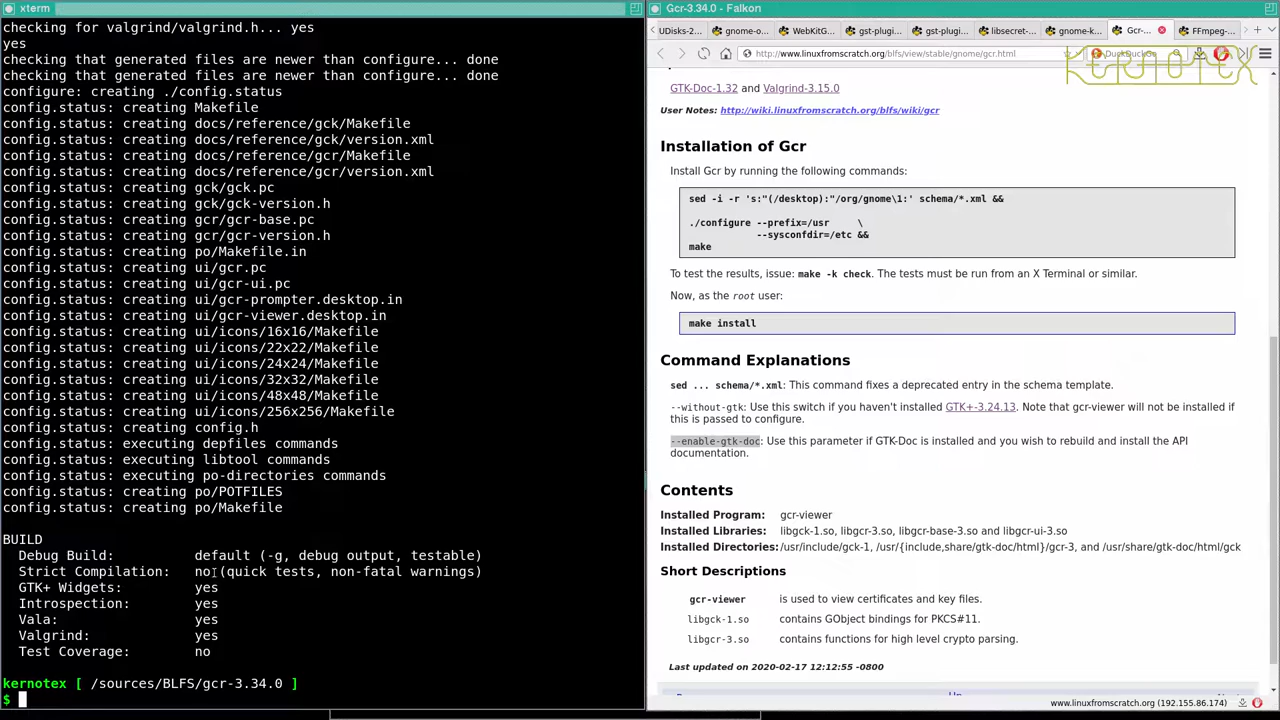 xterm
checking for valgrind/valgrind.h... yes
yes
checking that generated files are newer than configure... done
checking that generated files are newer than configure... done
configure: creating ./config.status
config.status: creating Makefile
config.status: creating docs/reference/gck/Makefile
config.status: creating docs/reference/gck/version.xml
config.status: creating docs/reference/gcr/Makefile
config.status: creating docs/reference/gcr/version.xml
config.status: creating gck/gck.pc
config.status: creating gck/gck-version.h
config.status: creating gcr/gcr-base.pc
config.status: creating gcr/gcr-version.h
config.status: creating po/Makefile.in
config.status: creating ui/gcr.pc
config.status: creating ui/gcr-ui.pc
config.status: creating ui/gcr-prompter.desktop.in
config.status: creating ui/gcr-viewer.desktop.in
config.status: creating ui/icons/16x16/Makefile
config.status: creating ui/icons/22x22/Makefile
config.status: creating ui/icons/24x24/Makefile
config.status: creating ui/icons/32x32/Makefile
config.status: creating ui/icons/48x48/Makefile
config.status: creating ui/icons/256x256/Makefile
config.status: creating config.h
config.status: executing depfiles commands
config.status: executing libtool commands
config.status: executing po-directories commands
config.status: creating po/POTFILES
config.status: creating po/Makefile
BUILD
Debug Build: default (-g, debug output, testable)
Strict Compilation: no (quick tests, non-fatal warnings)
GTK+ Widgets: yes
Introspection: yes
Vala: yes
Valgrind: yes
Test Coverage: no
kernotex [ /sources/BLFS/gcr-3.34.0 ]
$
Gcr-3.34.0 - Falkon
UDisks-2... gnome-o... WebKitG... gst-plugi... gst-plugi... libsecret-... gnome-k... Gcr-... FFmpeg-...
http://www.linuxfromscratch.org/blfs/view/stable/gnome/gcr.html
KERNOTEX
GTK-Doc-1.32 and Valgrind-3.15.0
User Notes: http://wiki.linuxfromscratch.org/blfs/wiki/gcr
Installation of Gcr
Install Gcr by running the following commands:
sed -i -r 's:"(/desktop):"/org/gnome\1:' schema/*.xml &&
./configure --prefix=/usr \
--sysconfdir=/etc &&
make
To test the results, issue: make -k check. The tests must be run from an X Terminal or similar.
Now, as the root user:
make install
Command Explanations
sed ... schema/*.xml: This command fixes a deprecated entry in the schema template.
--without-gtk: Use this switch if you haven't installed GTK+-3.24.13. Note that gcr-viewer will not be installed if
this is passed to configure.
--enable-gtk-doc: Use this parameter if GTK-Doc is installed and you wish to rebuild and install the API
documentation.
Contents
Installed Program: gcr-viewer
Installed Libraries: libgck-1.so, libgcr-3.so, libgcr-base-3.so and libgcr-ui-3.so
Installed Directories: /usr/include/gck-1, /usr/{include,share/gtk-doc/html}/gcr-3, and /usr/share/gtk-doc/html/gck
Short Descriptions
gcr-viewer is used to view certificates and key files.
libgck-1.so contains GObject bindings for PKCS#11.
libgcr-3.so contains functions for high level crypto parsing.
Last updated on 2020-02-17 12:12:55 -0800
www.linuxfromscratch.org (192.155.86.174)